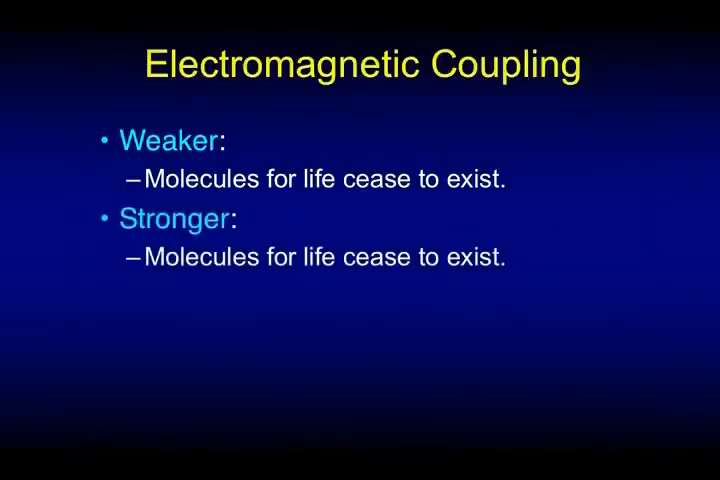 Electromagnetic Coupling
• Weaker:
– Molecules for life cease to exist.
• Stronger:
– Molecules for life cease to exist.